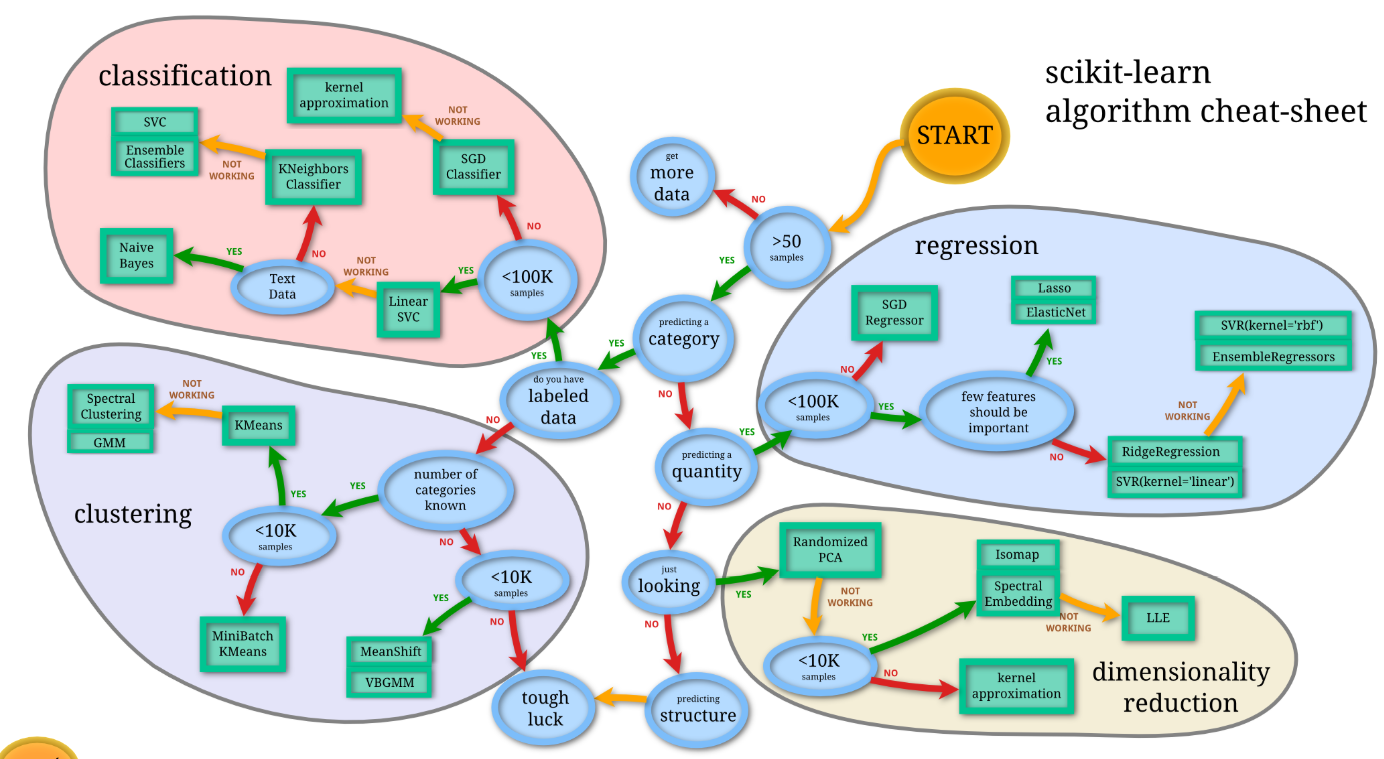 scikit-learn
algorithm cheat-sheet
START
classification
kernel
approximation
NOT
WORKING
SVC
Ensemble
Classifiers
NOT
WORKING
KNeighbors
Classifier
SGD
Classifier
NO
Naive
Bayes
YES
Text
Data
NO
NOT
WORKING
Linear
SVC
YES
<100K
samples
YES
get
more
data
NO
>50
samples
YES
predicting a
category
YES
NO
do you have
labeled
data
NO
predicting a
quantity
YES
NO
just
looking
YES
NO
predicting
structure
tough
luck
regression
SGD
Regressor
NO
<100K
samples
YES
Lasso
ElasticNet
YES
few features
should be
important
NO
SVR(kernel='rbf')
EnsembleRegressors
NOT
WORKING
RidgeRegression
SVR(kernel='linear')
clustering
Spectral
Clustering
GMM
NOT
WORKING
KMeans
YES
<10K
samples
NO
MiniBatch
KMeans
YES
number of
categories
known
NO
<10K
samples
YES
NO
MeanShift
VBGMM
dimensionality
reduction
Randomized
PCA
NOT
WORKING
<10K
samples
YES
NO
Isomap
Spectral
Embedding
NOT
WORKING
LLE
kernel
approximation